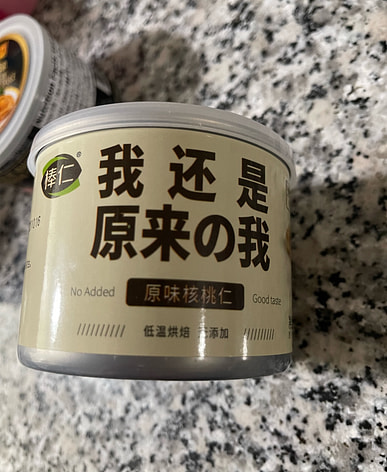 棒仁®
我还是
原来の我
No Added
原味核桃仁
Good taste
低温烘焙 添加